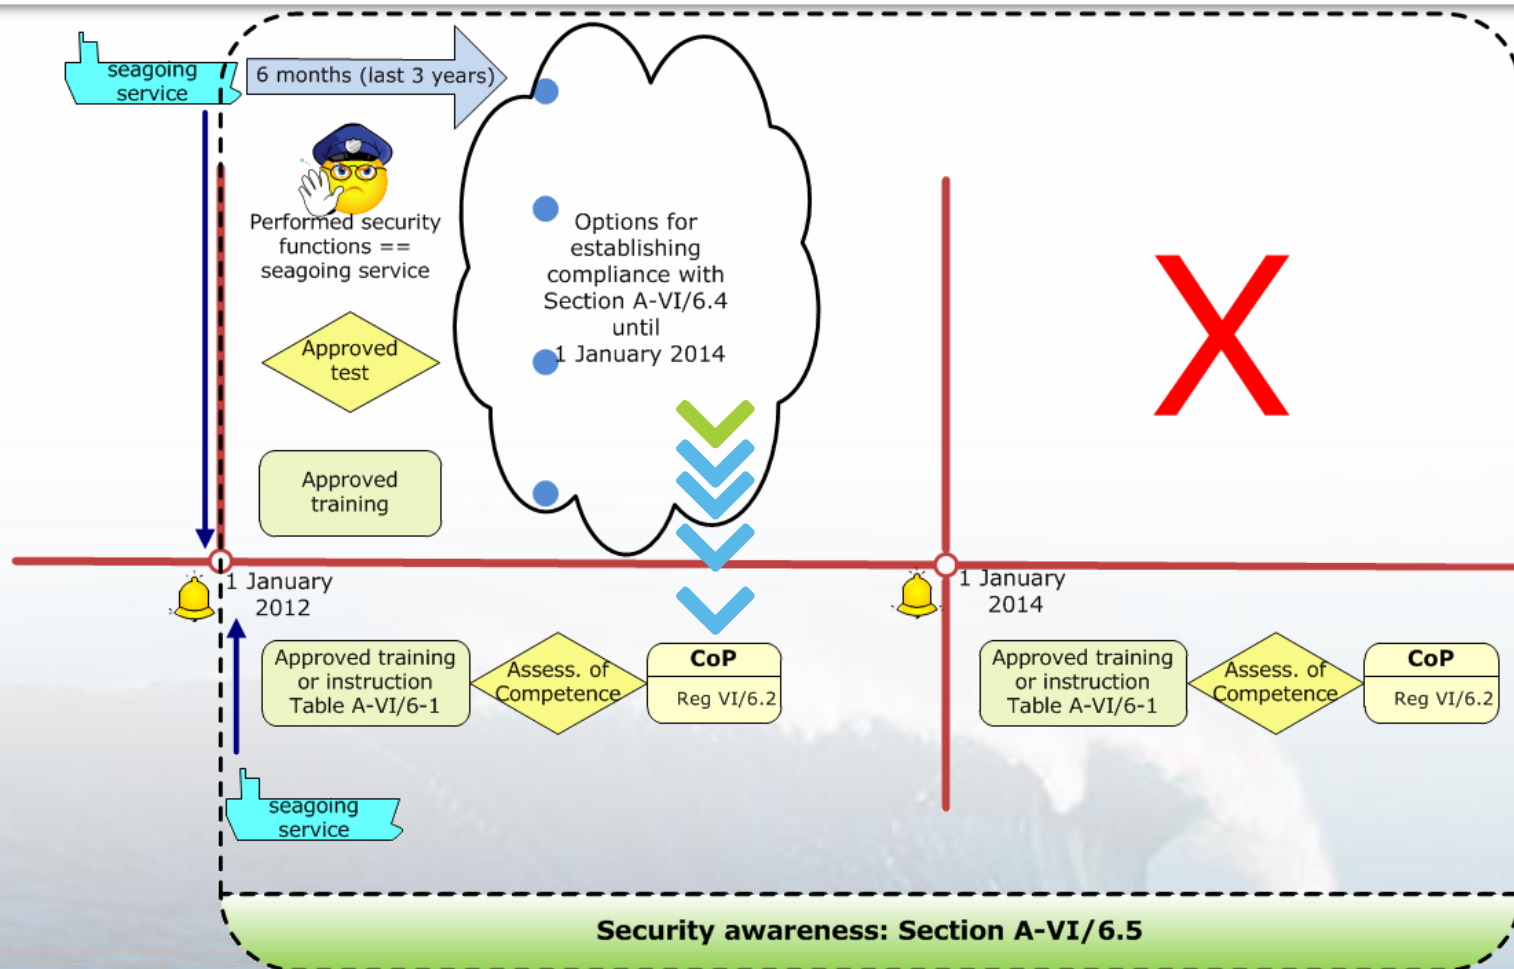 seagoing
service
6 months (last 3 years)
Performed security
functions ==
seagoing service
Approved
test
Approved
training
Options for
establishing
compliance with
Section A-VI/6.4
until
1 January 2014
X
1 January
2012
1 January
2014
Approved training
or instruction
Table A-VI/6-1
Assess. of
Competence
CoP
Reg VI/6.2
Approved training
or instruction
Table A-VI/6-1
Assess. of
Competence
CoP
Reg VI/6.2
seagoing
service
Security awareness: Section A-VI/6.5